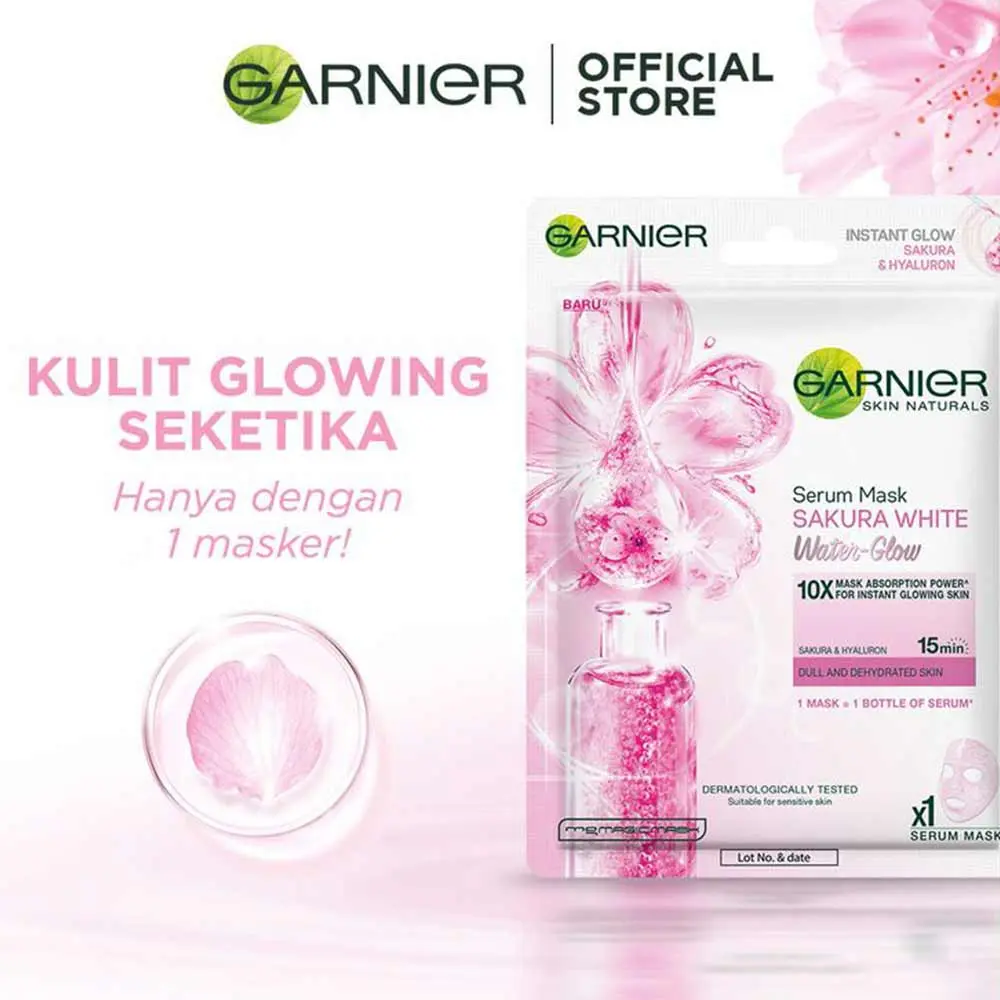 GARNIER
OFFICIAL
STORE
GARNIER
INSTANT GLOW
SAKURA
& HYALURON
BARU
KULIT GLOWING
SEKETIKA
Hanya dengan
1 masker!
GARNIER
SKIN NATURALS
Serum Mask
SAKURA WHITE
Water-Glow
10X MASK ABSORPTION POWER^
FOR INSTANT GLOWING SKIN
SAKURA & HYALURON 15min
DULL AND DEHYDRATED SKIN
1 MASK = 1 BOTTLE OF SERUM*
DERMATOLOGICALLY TESTED
Suitable for sensitive skin
x1
SERUM MASK
Lot No. & date